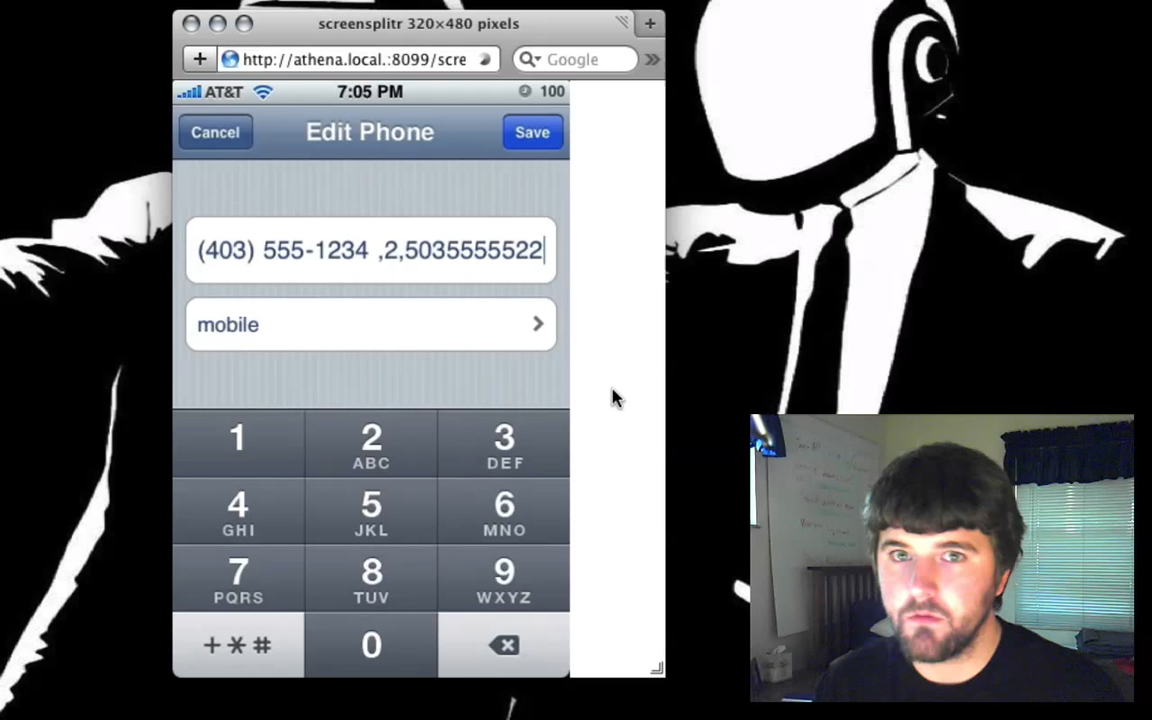 screensplitr 320×480 pixels
http://athena.local.:8099/scre
Google
AT&T 7:05 PM 100
Cancel Edit Phone Save
(403) 555-1234 ,2,5035555522
mobile
1 2 3
ABC DEF
4 5 6
GHI JKL MNO
7 8 9
PQRS TUV WXYZ
+*# 0